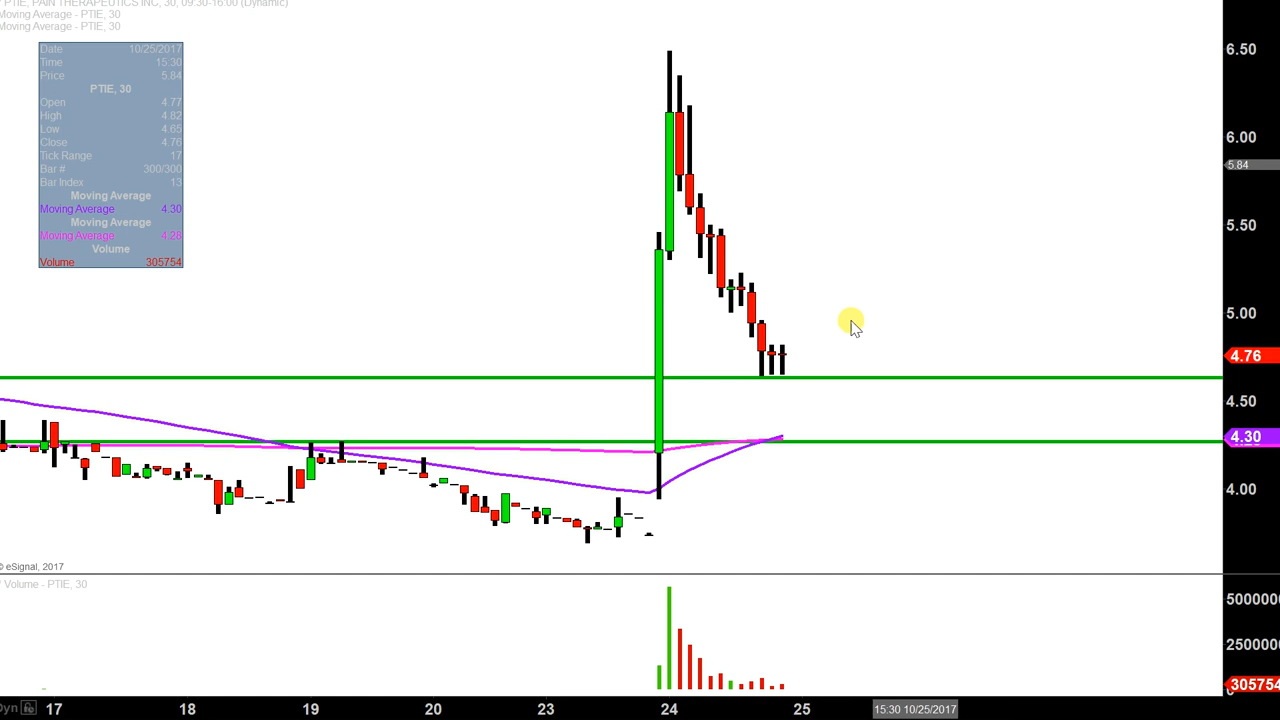 PTIE, PAIN THERAPEUTICS INC, 30, 09:30-16:00 (Dynamic)
Moving Average - PTIE, 30
Moving Average - PTIE, 30
Date 10/25/2017
Time 15:30
Price 5.84
PTIE, 30
Open 4.77
High 4.82
Low 4.65
Close 4.76
Tick Range 17
Bar # 300/300
Bar Index 13
Moving Average
Moving Average 4.30
Moving Average
Moving Average 4.28
Volume
Volume 305754
6.50
6.00
5.84
5.50
5.00
4.76
4.50
4.30
4.00
© eSignal, 2017
Volume - PTIE, 30
5000000
2500000
305754
Dyn 17 18 19 20 23 24 25 15:30 10/25/2017